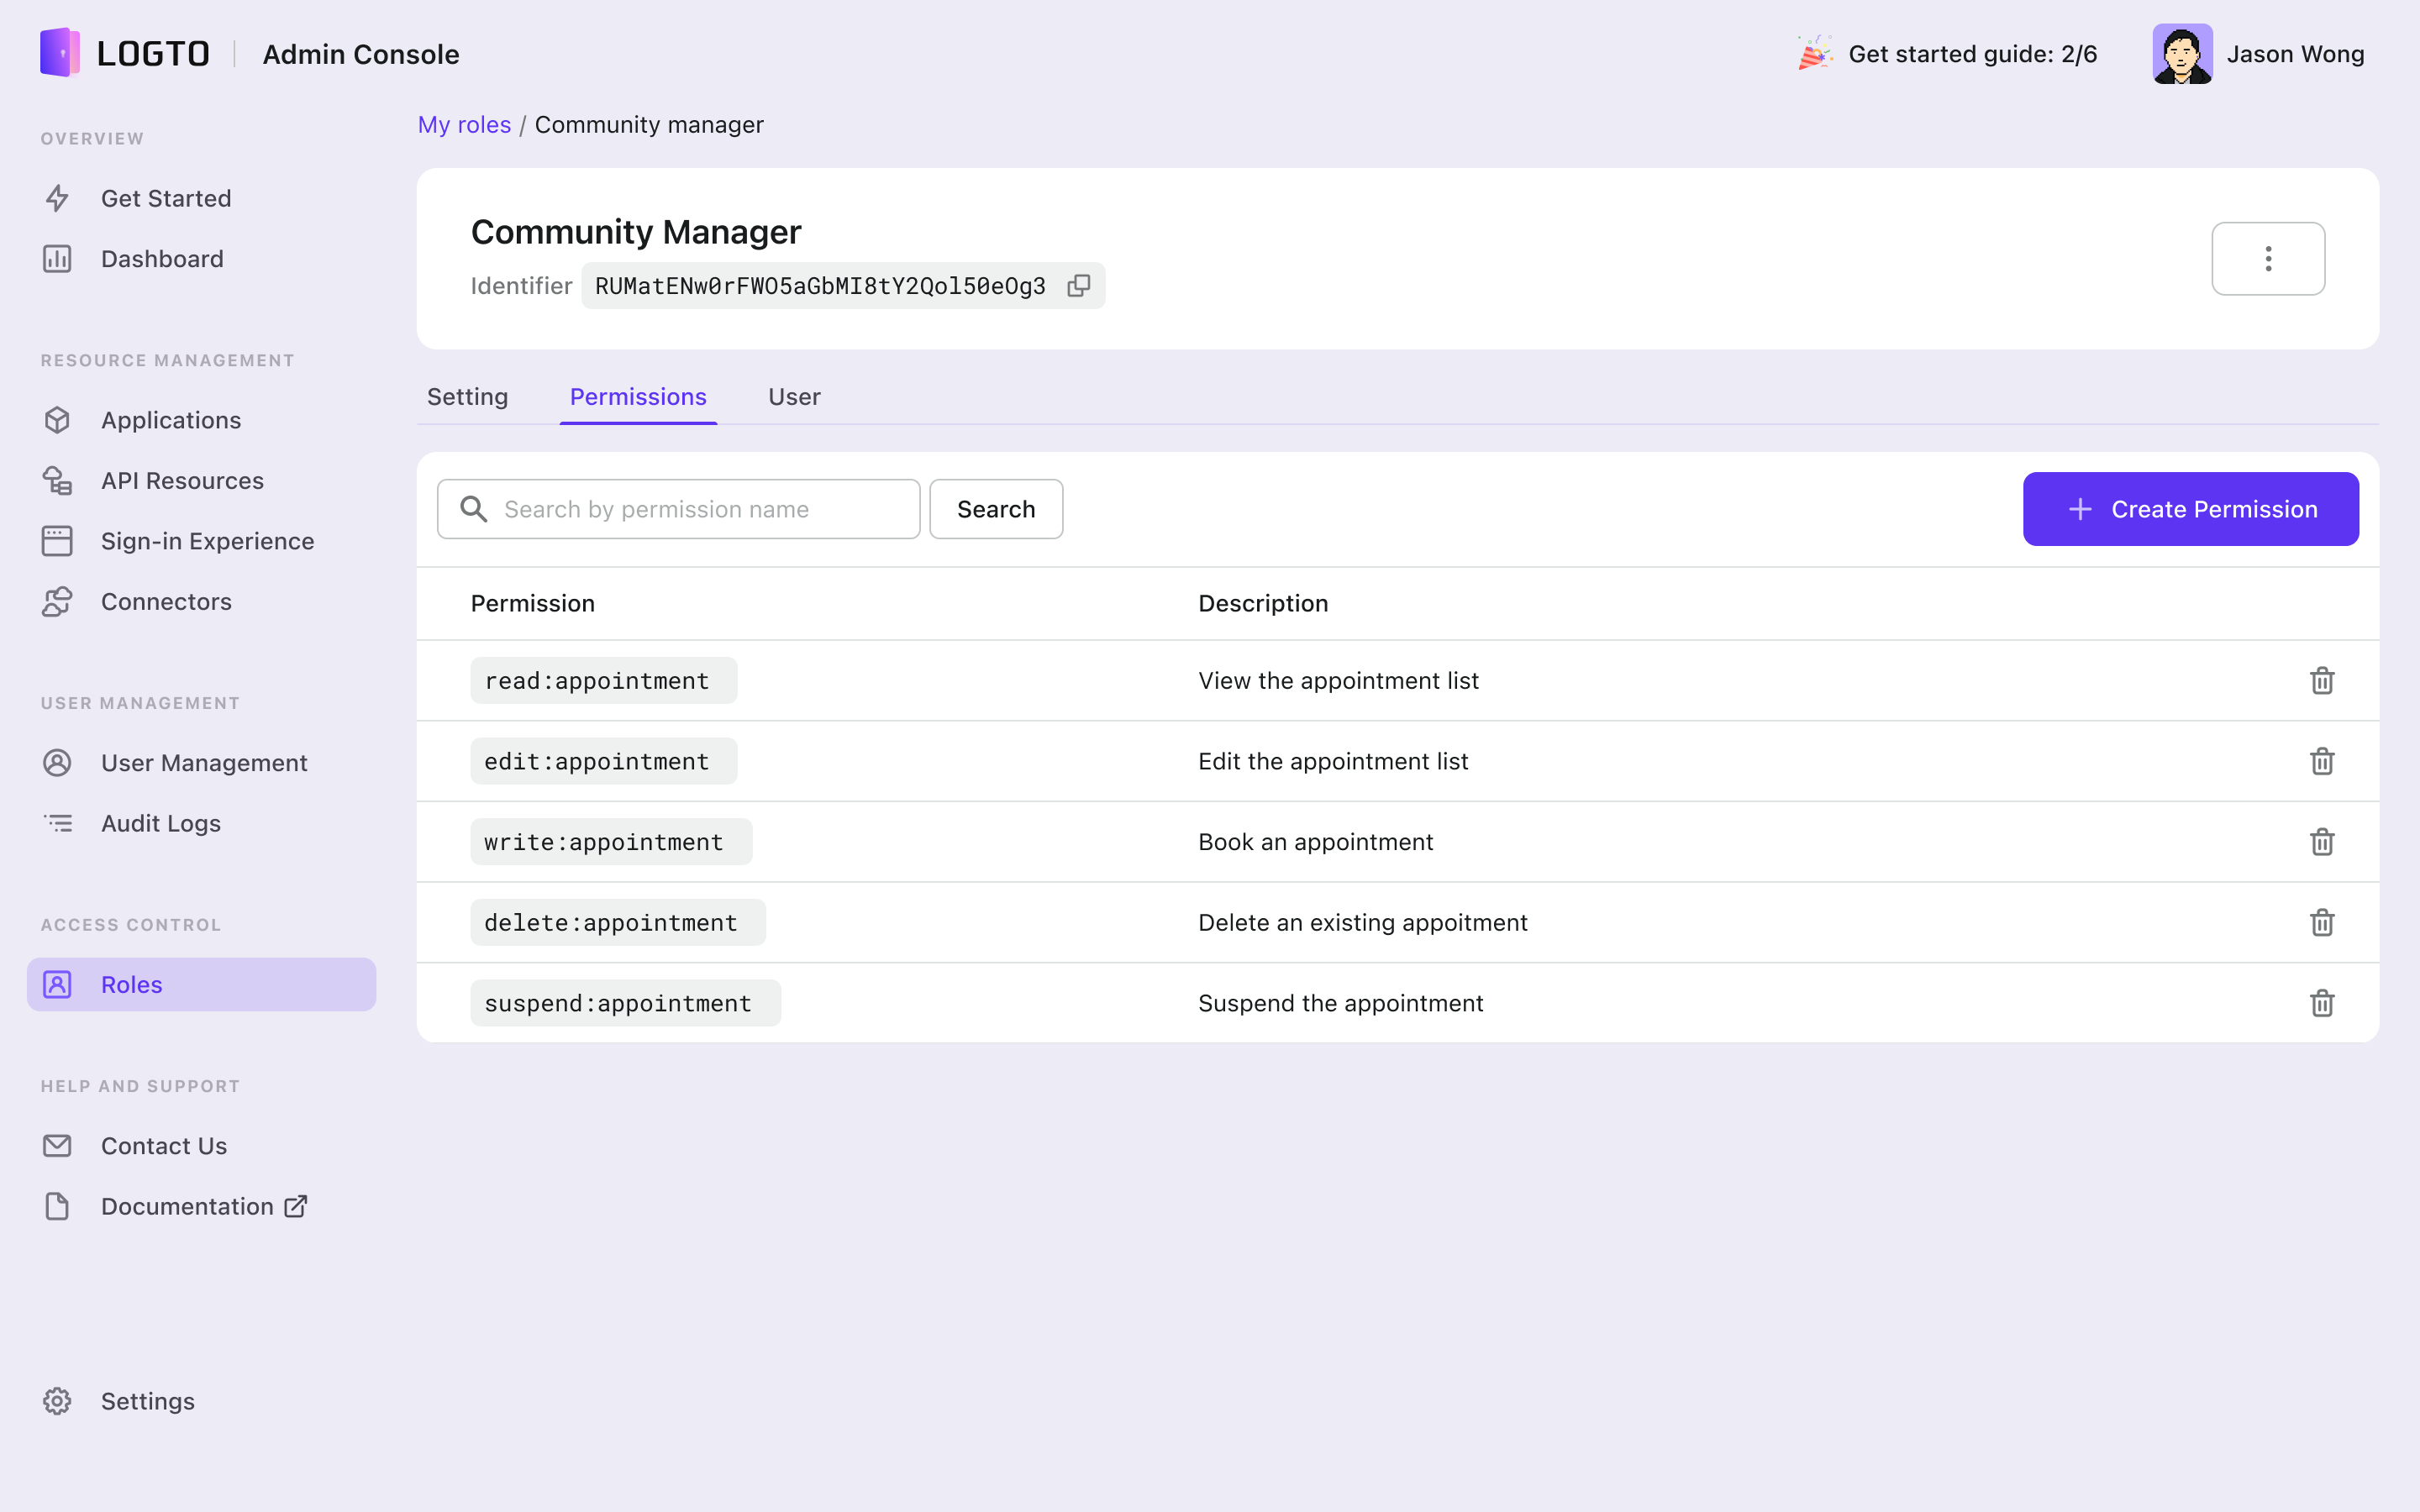 LOGTO
Admin Console
Get started guide: 2/6
Jason Wong
OVERVIEW
Get Started
Dashboard
RESOURCE MANAGEMENT
Applications
API Resources
Sign-in Experience
Connectors
USER MANAGEMENT
User Management
Audit Logs
ACCESS CONTROL
Roles
HELP AND SUPPORT
Contact Us
Documentation
Settings
My roles / Community manager
Community Manager
Identifier RUMatENw0rFWO5aGbMI8tY2Qol50eOg3
Setting
Permissions
User
Search by permission name
Search
Create Permission
Permission
Description
read:appointment
View the appointment list
edit:appointment
Edit the appointment list
write:appointment
Book an appointment
delete:appointment
Delete an existing appoitment
suspend:appointment
Suspend the appointment